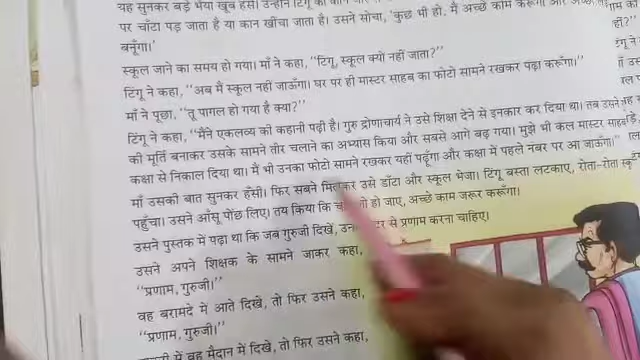 यह सुनकर बड़े भैया खूब हँसे। उन्होंने टिंगू का कान
पर चाँटा पड़ जाता है या कान खींचा जाता है। उसने सोचा, 'कुछ भी हो, मैं अच्छे काम करूँगा और
बनूँगा।'
स्कूल जाने का समय हो गया। माँ ने कहा, "टिंगू, स्कूल क्यों नहीं जाता?"
टिंगू ने कहा, "अब मैं स्कूल नहीं जाऊँगा। घर पर ही मास्टर साहब का फोटो सामने रखकर पढ़ा करूँगा।"
माँ ने पूछा, "तू पागल हो गया है क्या?"
टिंगू ने कहा, "मैंने एकलव्य की कहानी पढ़ी है। गुरु द्रोणाचार्य ने उसे शिक्षा देने से इनकार कर दिया था। तब उसने
की मूर्ति बनाकर उसके सामने तीर चलाने का अभ्यास किया और सबसे आगे बढ़ गया। मुझे भी कल मास्टर साहब
कक्षा से निकाल दिया था। मैं भी उनका फोटो सामने रखकर यहीं पढ़ूँगा और कक्षा में पहले नंबर पर आ जाऊँगा।"
माँ उसकी बात सुनकर हँसी। फिर सबने मिलकर उसे डाँटा और स्कूल भेजा। टिंगू बस्ता लटकाए, रोता-रोता
पहुँचा। उसने आँसू पोंछ लिए। तय किया कि हो जाए, अच्छे काम जरूर करूँगा।
उसने पुस्तक में पढ़ा था कि जब गुरुजी दिखें, से प्रणाम करना चाहिए।
उसने अपने शिक्षक के सामने जाकर कहा,
"प्रणाम, गुरुजी।"
वह बरामदे में आते दिखे, तो फिर उसने कहा,
"प्रणाम, गुरुजी।"
में वह मैदान में दिखे, तो फिर उसने कहा,